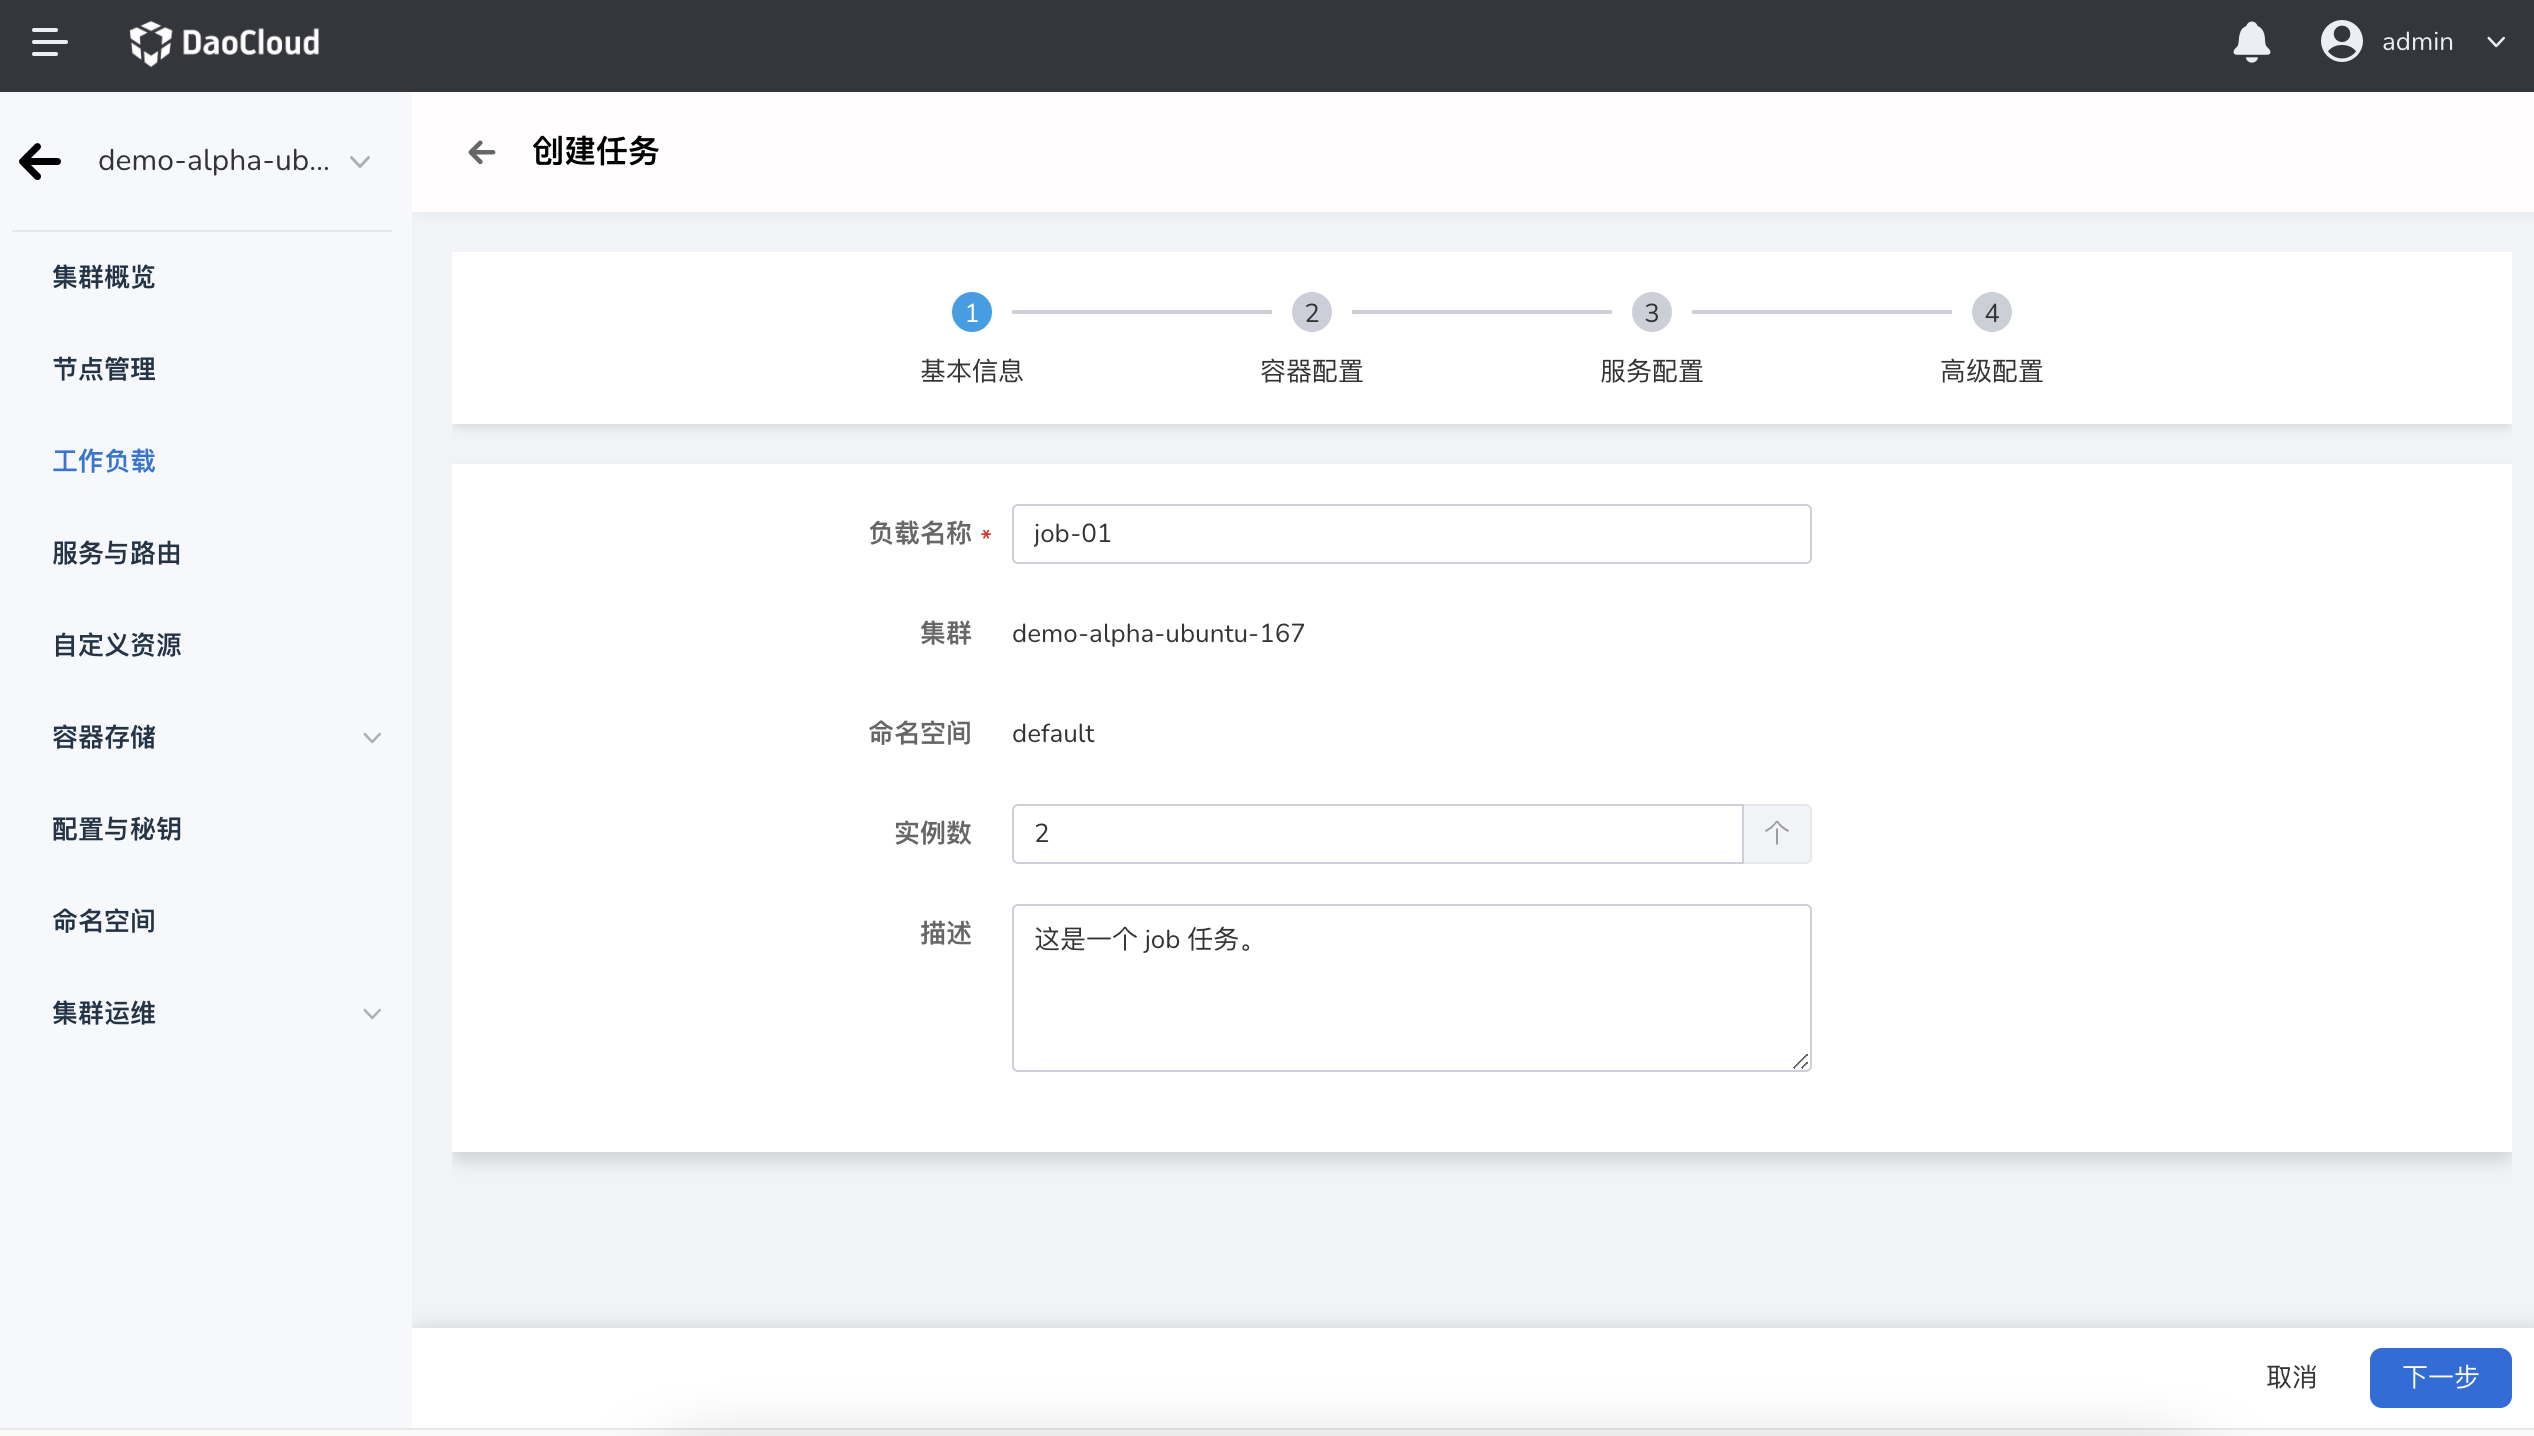 DaoCloud
admin
demo-alpha-ub...
集群概览
节点管理
工作负载
服务与路由
自定义资源
容器存储
配置与秘钥
命名空间
集群运维
创建任务
1
2
3
4
基本信息
容器配置
服务配置
高级配置
负载名称 * job-01
集群 demo-alpha-ubuntu-167
命名空间 default
实例数 2 个
描述 这是一个 job 任务。
取消
下一步